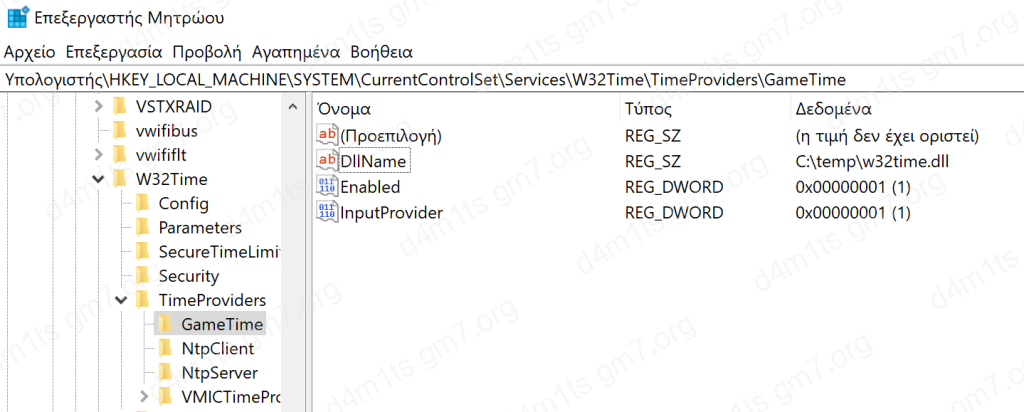 Επεξεργαστής Μητρώου
Αρχείο Επεξεργασία Προβολή Αγαπημένα Βοήθεια
Υπολογιστής\HKEY_LOCAL_MACHINE\SYSTEM\CurrentControlSet\Services\W32Time\TimeProviders\GameTime
VSTXRAID
vwifibus
vwififlt
W32Time
Config
Parameters
SecureTimeLimi
Security
TimeProviders
GameTime
NtpClient
NtpServer
VMICTimePro
Όνομα Τύπος Δεδομένα
(Προεπιλογή) REG_SZ (η τιμή δεν έχει οριστεί)
DllName REG_SZ C:\temp\w32time.dll
Enabled REG_DWORD 0x00000001 (1)
InputProvider REG_DWORD 0x00000001 (1)
d4m1ts gm7.org